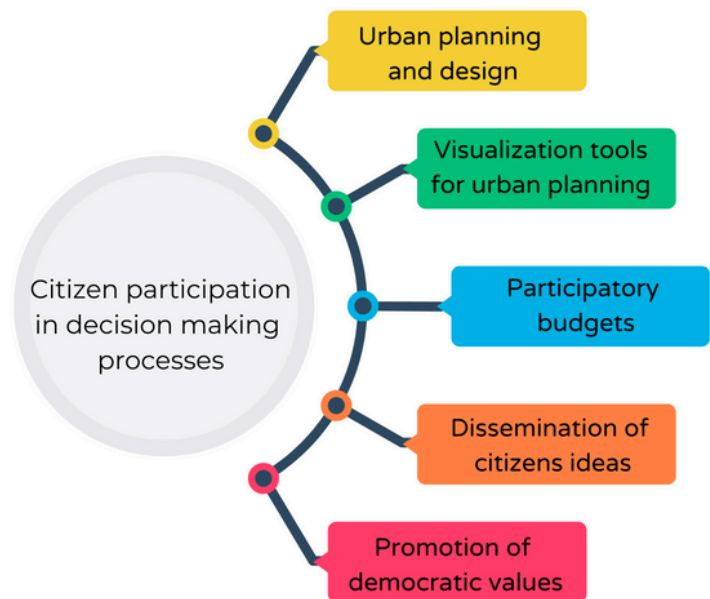 Urban planning
and design
Visualization tools
for urban planning
Citizen participation
in decision making
processes
Participatory
budgets
Dissemination of
citizens ideas
Promotion of
democratic values